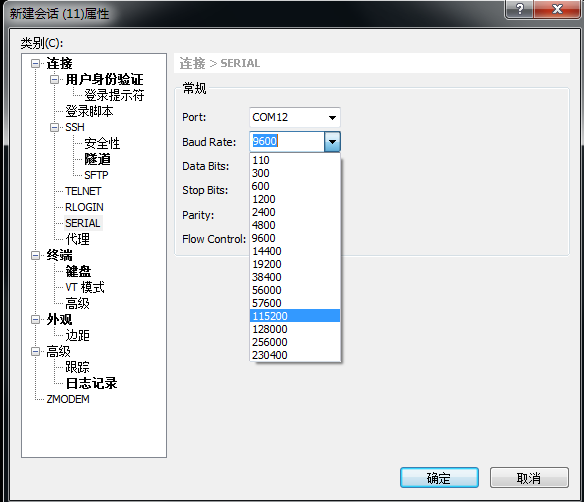 新建会话 (11)属性
类别(C):
连接
用户身份验证
登录提示符
登录脚本
SSH
安全性
隧道
SFTP
TELNET
RLOGIN
SERIAL
代理
终端
键盘
VT 模式
高级
外观
边距
高级
跟踪
日志记录
ZMODEM
连接 > SERIAL
常规
Port: COM12
Baud Rate: 9600
Data Bits:
Stop Bits:
Parity:
Flow Control:
110
300
600
1200
2400
4800
9600
14400
19200
38400
56000
57600
115200
128000
256000
230400
确定
取消